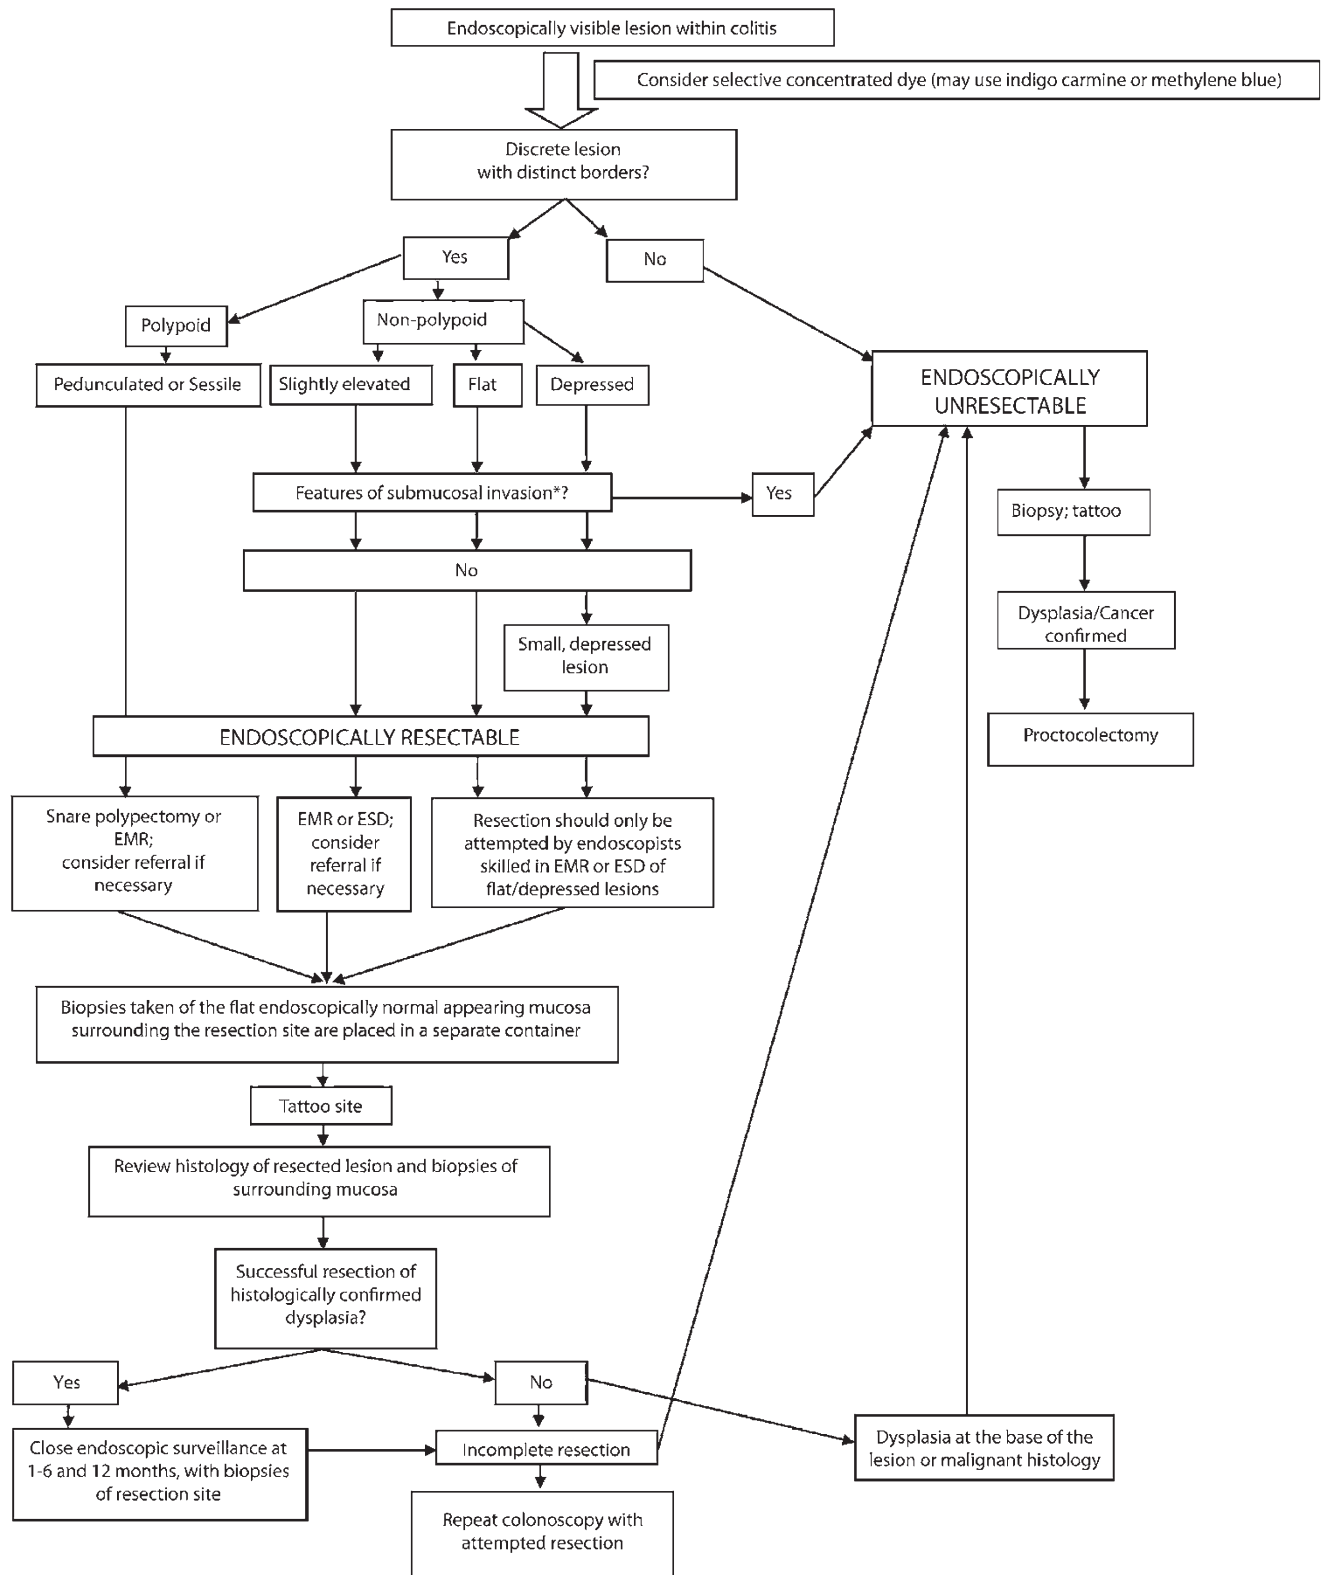 Endoscopically visible lesion within colitis
Consider selective concentrated dye (may use indigo carmine or methylene blue)
Discrete lesion
with distinct borders?
Yes
No
Polypoid
Non-polypoid
Pedunculated or Sessile
Slightly elevated
Flat
Depressed
ENDOSCOPICALLY
UNRESECTABLE
Features of submucosal invasion*?
Yes
Biopsy; tattoo
No
Dysplasia/Cancer
confirmed
Small, depressed
lesion
Proctocolectomy
ENDOSCOPICALLY RESECTABLE
Snare polypectomy or
EMR;
consider referral if
necessary
EMR or ESD;
consider
referral if
necessary
Resection should only be
attempted by endoscopists
skilled in EMR or ESD of
flat/depressed lesions
Biopsies taken of the flat endoscopically normal appearing mucosa
surrounding the resection site are placed in a separate container
Tattoo site
Review histology of resected lesion and biopsies of
surrounding mucosa
Successful resection of
histologically confirmed
dysplasia?
Yes
No
Close endoscopic surveillance at
1-6 and 12 months, with biopsies
of resection site
Incomplete resection
Dysplasia at the base of the
lesion or malignant histology
Repeat colonoscopy with
attempted resection